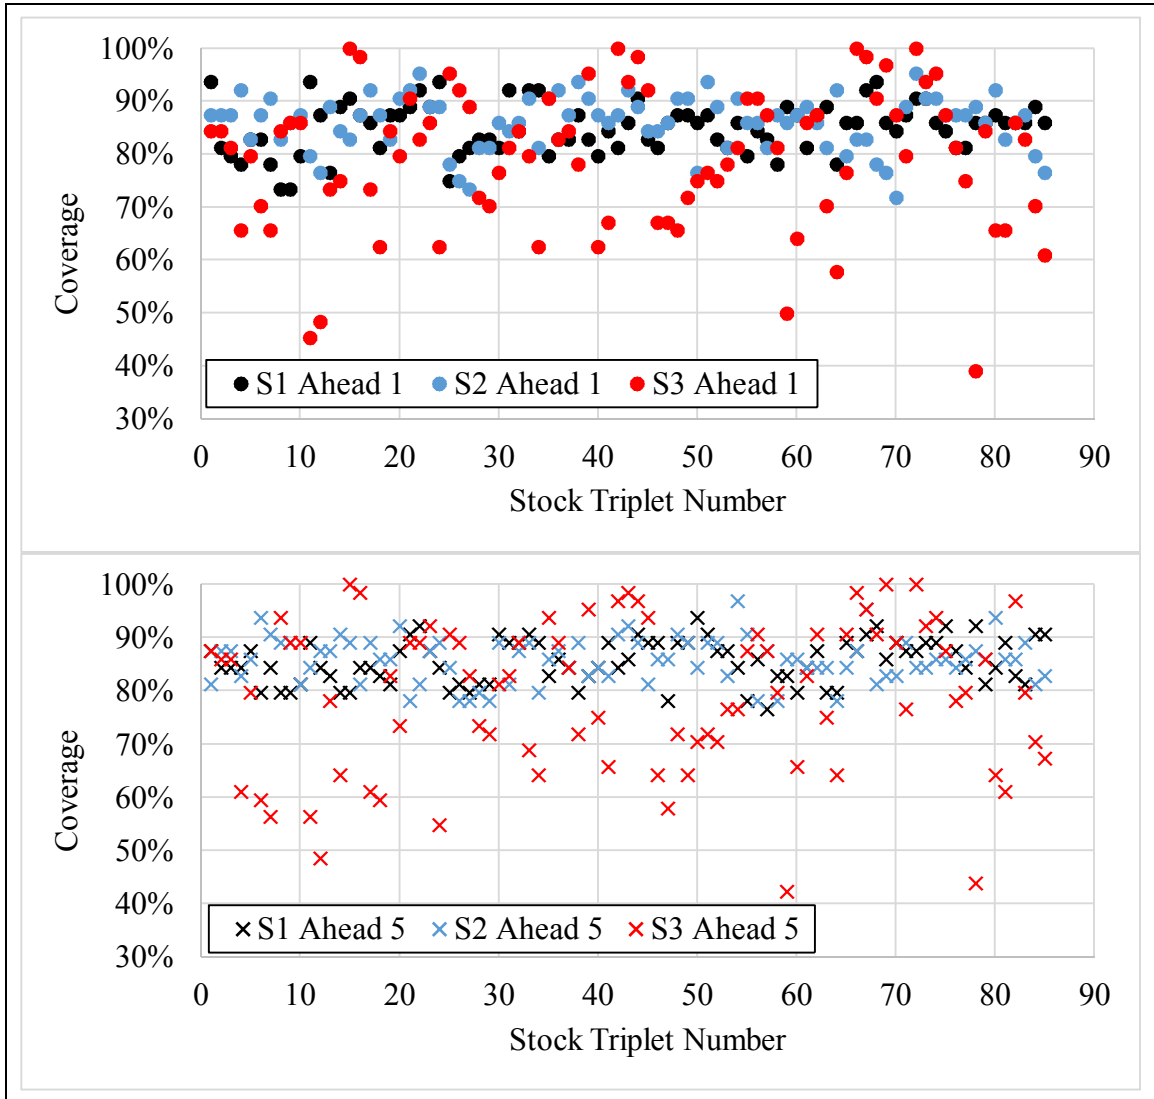 100%
90%
80%
70%
60%
50%
40%
30%
Coverage
S1 Ahead 1 S2 Ahead 1 S3 Ahead 1
0 10 20 30 40 50 60 70 80 90
Stock Triplet Number
100%
90%
80%
70%
60%
50%
40%
30%
Coverage
S1 Ahead 5 S2 Ahead 5 S3 Ahead 5
0 10 20 30 40 50 60 70 80 90
Stock Triplet Number